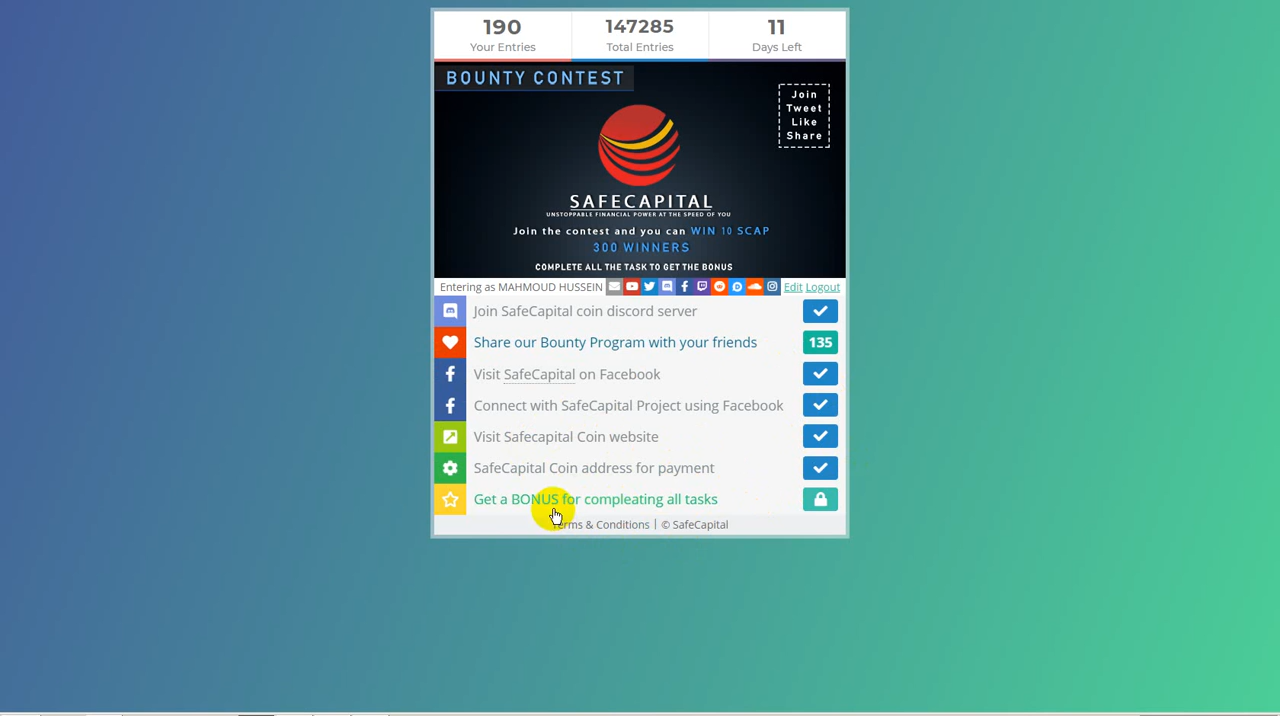 190 147285 11
Your Entries Total Entries Days Left
BOUNTY CONTEST
Join
Tweet
Like
Share
SAFECAPITAL
UNSTOPPABLE FINANCIAL POWER AT THE SPEED OF YOU
Join the contest and you can WIN 10 SCAP
300 WINNERS
COMPLETE ALL THE TASK TO GET THE BONUS
Entering as MAHMOUD HUSSEIN Edit Logout
Join SafeCapital coin discord server
Share our Bounty Program with your friends 135
Visit SafeCapital on Facebook
Connect with SafeCapital Project using Facebook
Visit Safecapital Coin website
SafeCapital Coin address for payment
Get a BONUS for compleating all tasks
Terms & Conditions | © SafeCapital